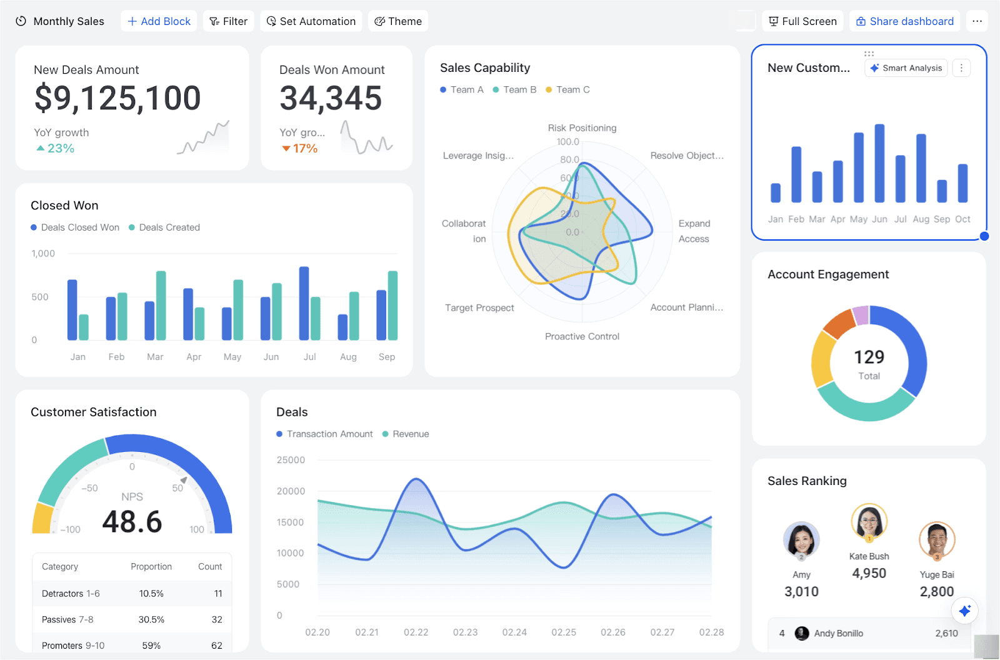 Monthly Sales
Add Block
Filter
Set Automation
Theme
Full Screen
Share dashboard
New Deals Amount
$9,125,100
YoY growth
23%
Deals Won Amount
34,345
YoY gro...
17%
Sales Capability
Team A Team B Team C
Risk Positioning
Leverage Insig...
Resolve Object...
100.0
80.0
60.0
40.0
20.0
0.0
Collaborat
ion
Expand
Access
Target Prospect
Account Planni...
Proactive Control
New Custom...
Smart Analysis
Jan Feb Mar Apr May Jun Jul Aug Sep Oct
Closed Won
Deals Closed Won Deals Created
1,000
500
0
Jan Feb Mar Apr May Jun Jul Aug Sep
Account Engagement
129
Total
Customer Satisfaction
0
−50 50
NPS
48.6
−100 100
Category Proportion Count
Detractors 1-6 10.5% 11
Passives 7-8 30.5% 32
Promoters 9-10 59% 62
Deals
Transaction Amount Revenue
25000
20000
15000
10000
5000
0
02.20 02.21 02.22 02.23 02.24 02.25 02.26 02.27 02.28
Sales Ranking
1
Kate Bush
4,950
2
Amy
3,010
3
Yuge Bai
2,800
4 Andy Bonillo 2,610